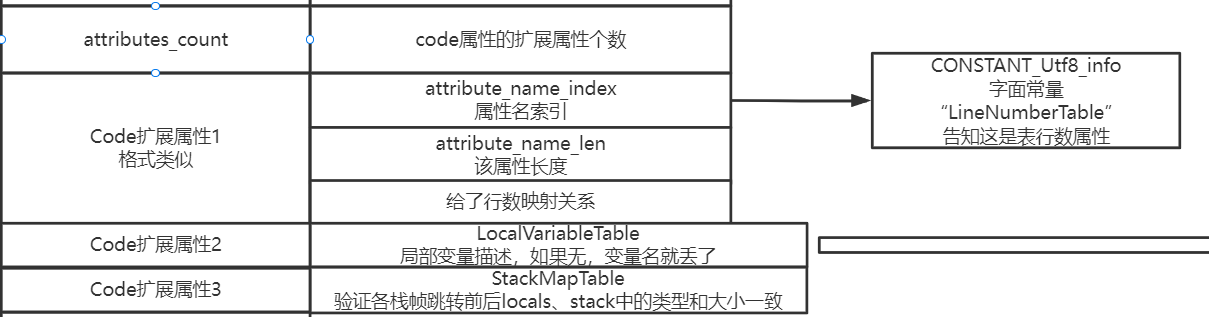 attributes_count
code属性的扩展属性个数
Code扩展属性1
格式类似
attribute_name_index
属性名索引
attribute_name_len
该属性长度
给了行数映射关系
CONSTANT_Utf8_info
字面常量
“LineNumberTable”
告知这是表行数属性
Code扩展属性2
LocalVariableTable
局部变量描述，如果无，变量名就丢了
Code扩展属性3
StackMapTable
验证各栈帧跳转前后locals、stack中的类型和大小一致